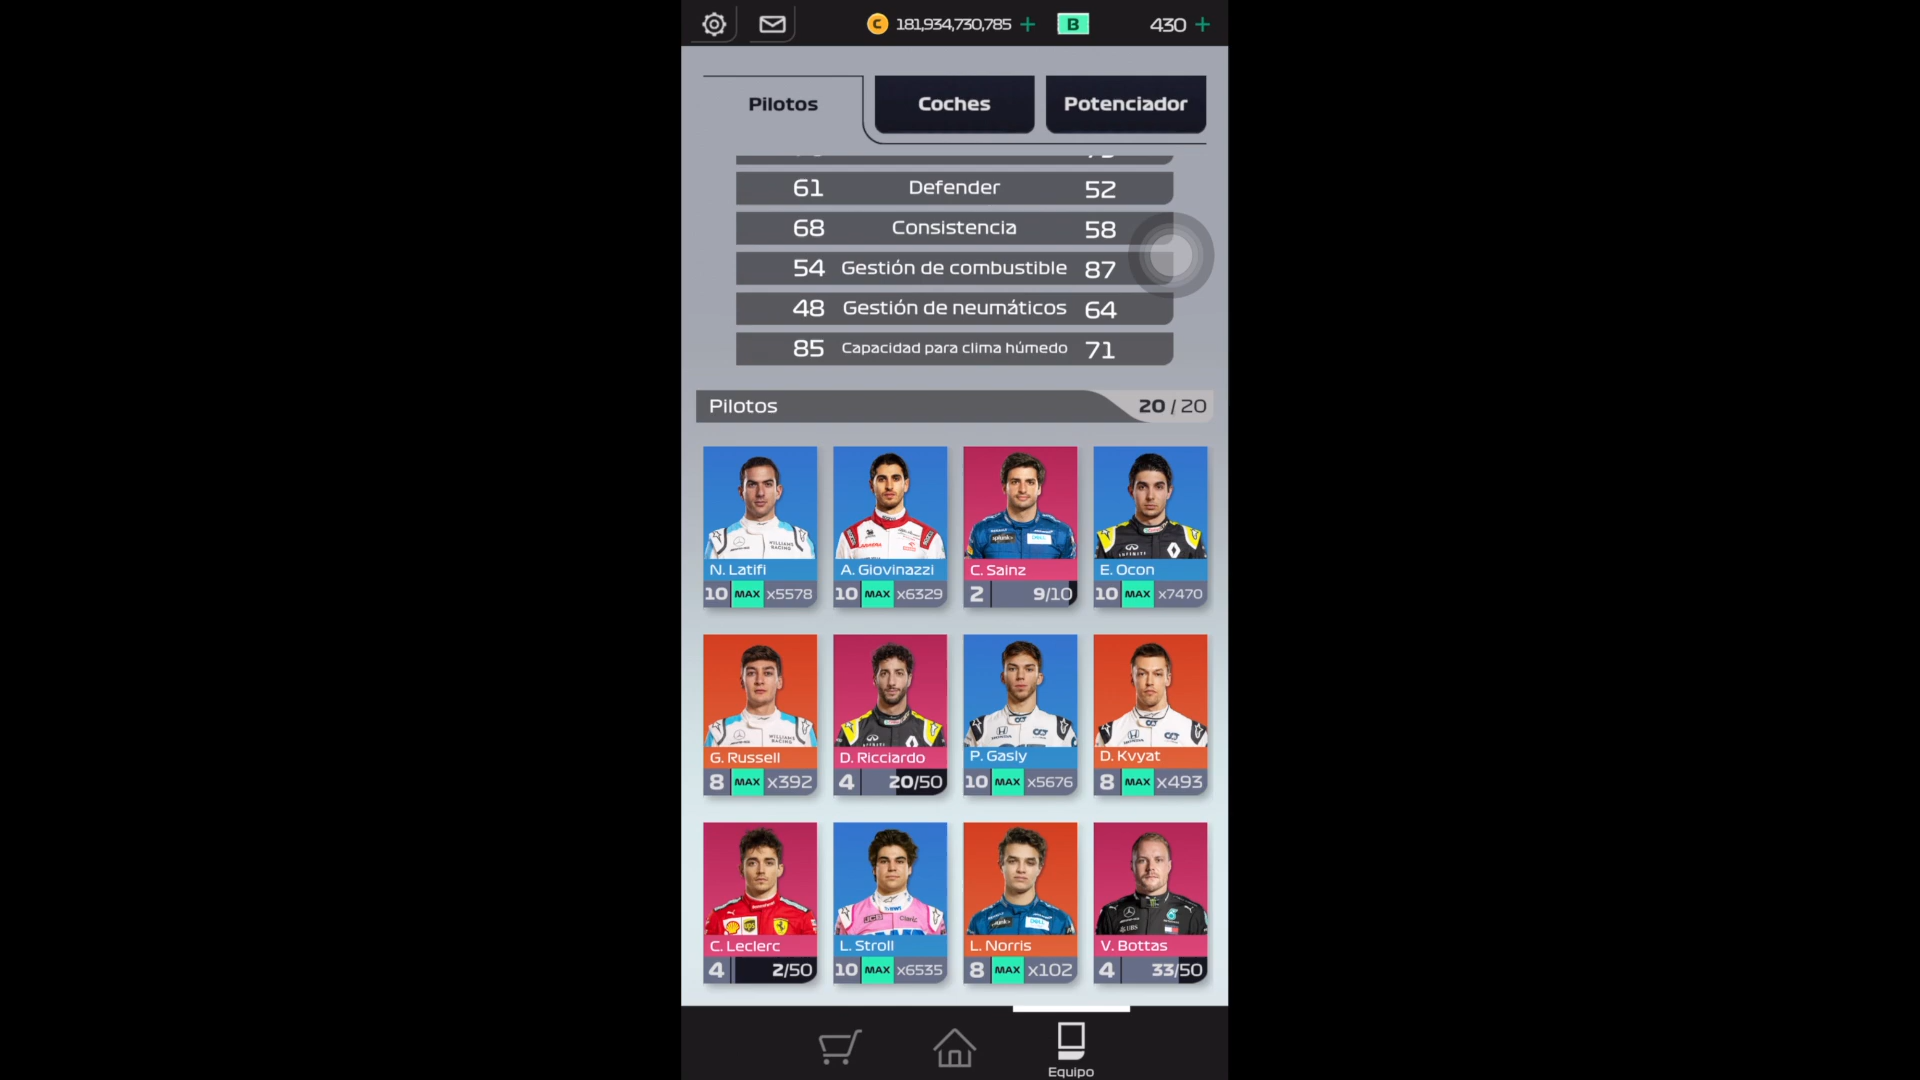 C 181,934,730,785 + B 430 +
Pilotos Coches Potenciador
61 Defender 52
68 Consistencia 58
54 Gestión de combustible 87
48 Gestión de neumáticos 64
85 Capacidad para clima húmedo 71
Pilotos 20 / 20
N. Latifi A. Giovinazzi C. Sainz E. Ocon
10 MAX x5578 10 MAX x6329 2 9/10 10 MAX x7470
G. Russell D. Ricciardo P. Gasly D. Kvyat
8 MAX x392 4 20/50 10 MAX x5676 8 MAX x493
C. Leclerc L. Stroll L. Norris V. Bottas
4 2/50 10 MAX x6535 8 MAX x102 4 33/50
Equipo